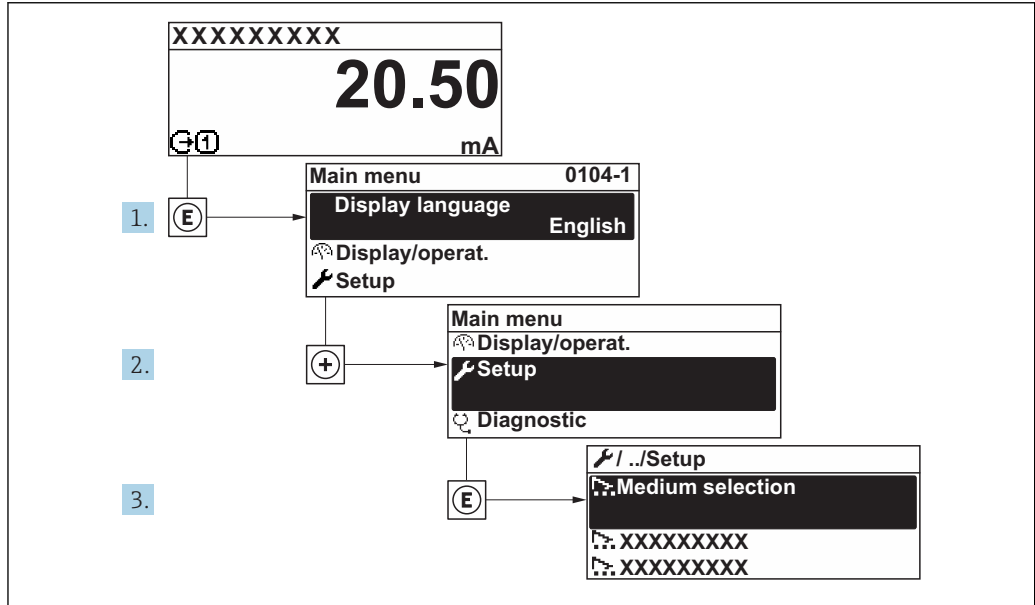 XXXXXXXXX
20.50
1
mA
Main menu 0104-1
1. E
Display language
English
Display/operat.
Setup
Main menu
2. +
Display/operat.
Setup
Diagnostic
/ ../Setup
3. E
Medium selection
XXXXXXXXX
XXXXXXXXX